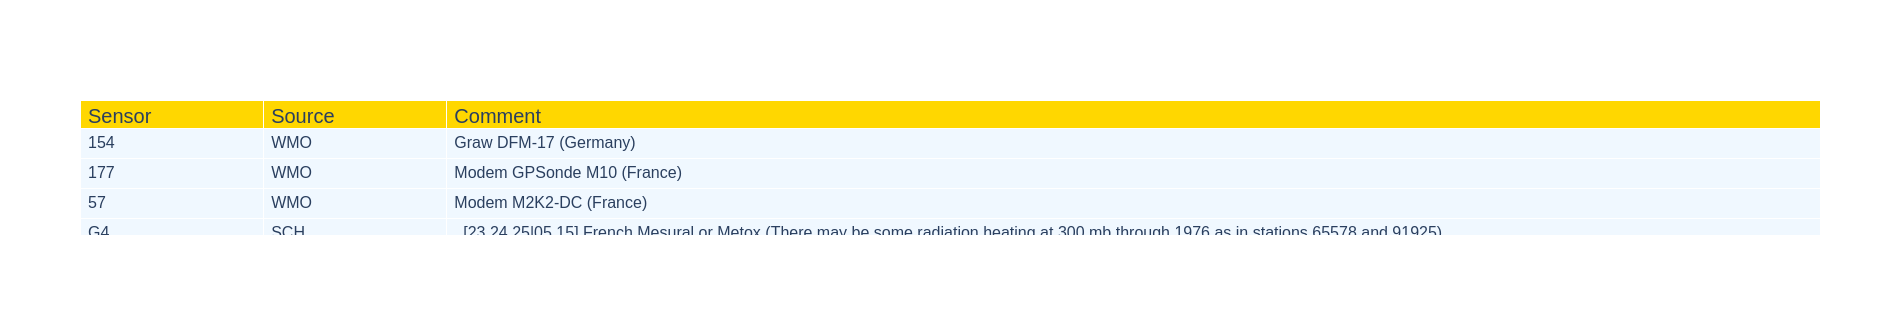 Sensor Source Comment
154 WMO Graw DFM-17 (Germany)
177 WMO Modem GPSonde M10 (France)
57 WMO Modem M2K2-DC (France)
G4 SCH [23,24,25|05,15] French Mesural or Metox (There may be some radiation heating at 300 mb through 1976 as in stations 65578 and 91925)